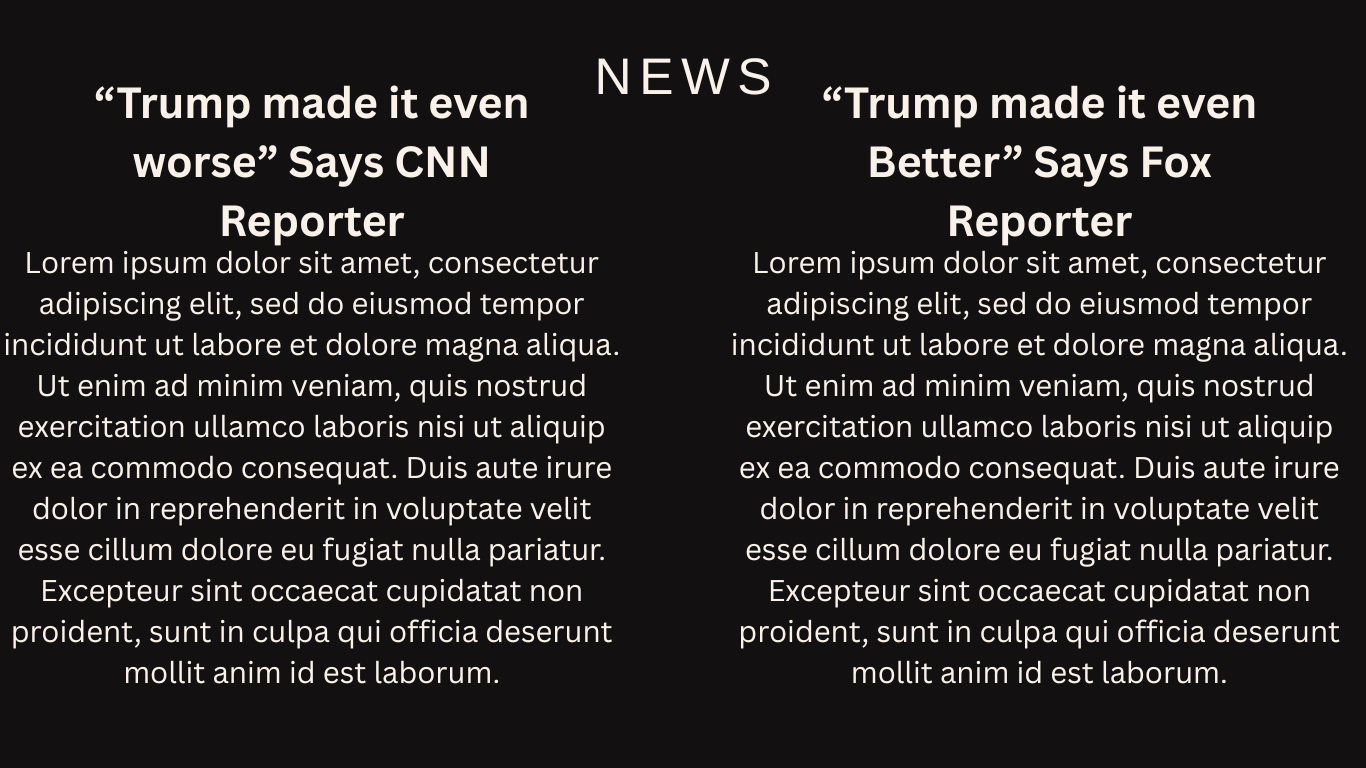 NEWS
“Trump made it even
worse” Says CNN
Reporter
Lorem ipsum dolor sit amet, consectetur
adipiscing elit, sed do eiusmod tempor
incididunt ut labore et dolore magna aliqua.
Ut enim ad minim veniam, quis nostrud
exercitation ullamco laboris nisi ut aliquip
ex ea commodo consequat. Duis aute irure
dolor in reprehenderit in voluptate velit
esse cillum dolore eu fugiat nulla pariatur.
Excepteur sint occaecat cupidatat non
proident, sunt in culpa qui officia deserunt
mollit anim id est laborum.
“Trump made it even
Better” Says Fox
Reporter
Lorem ipsum dolor sit amet, consectetur
adipiscing elit, sed do eiusmod tempor
incididunt ut labore et dolore magna aliqua.
Ut enim ad minim veniam, quis nostrud
exercitation ullamco laboris nisi ut aliquip
ex ea commodo consequat. Duis aute irure
dolor in reprehenderit in voluptate velit
esse cillum dolore eu fugiat nulla pariatur.
Excepteur sint occaecat cupidatat non
proident, sunt in culpa qui officia deserunt
mollit anim id est laborum.